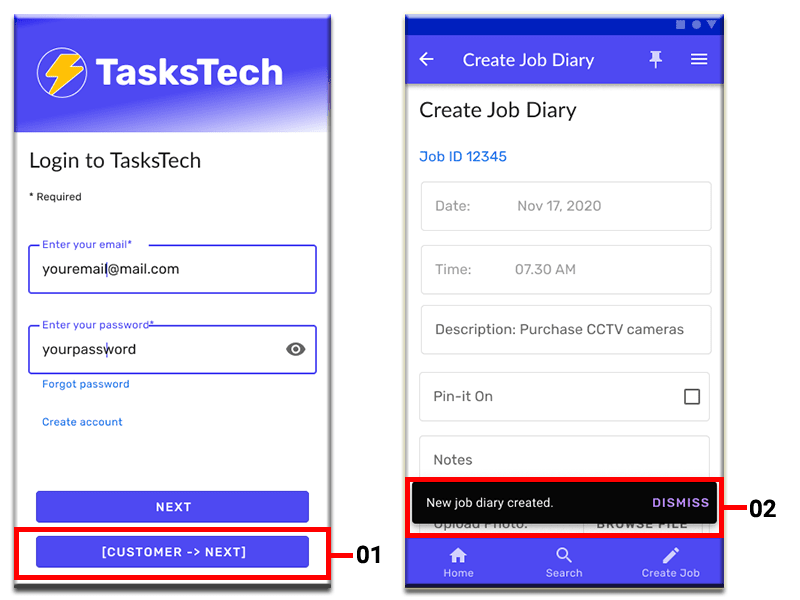 TasksTech
Login to TasksTech
* Required
Enter your email*
youremail@mail.com
Enter your password*
yourpassword
Forgot password
Create account
NEXT
[CUSTOMER -> NEXT]
01
Create Job Diary
Create Job Diary
Job ID 12345
Date: Nov 17, 2020
Time: 07.30 AM
Description: Purchase CCTV cameras
Pin-it On
Notes
New job diary created. DISMISS
Upload Photo: BROWSE FILE
02
Home Search Create Job